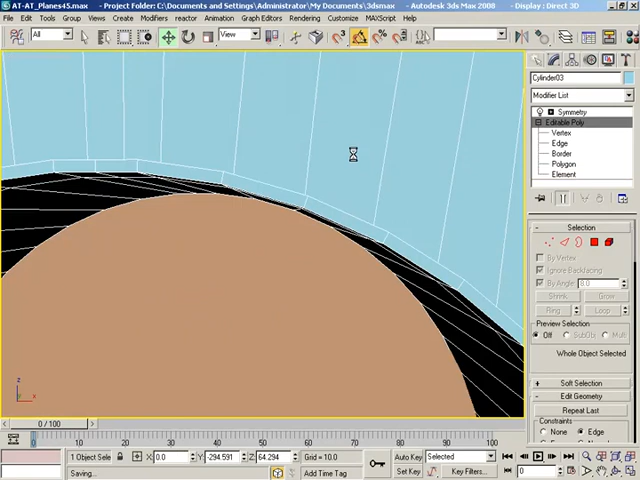 AT-AT_Planes45.max - Project Folder: C:\Documents and Settings\Administrator\My Documents\3dsmax - Autodesk 3ds Max 2008 - Display : Direct 3D
File Edit Tools Group Views Create Modifiers reactor Animation Graph Editors Rendering Customize MAXScript Help
All View
Cylinder03
Modifier List
Symmetry
Editable Poly
Vertex
Edge
Border
Polygon
Element
Selection
By Vertex
Ignore Backfacing
By Angle: 8.0
Shrink Grow
Ring Loop
Preview Selection
Off SubObj Mult
Whole Object Selected
Soft Selection
Edit Geometry
Repeat Last
Constraints
None Edge
z
x
0 / 100
0 10 20 30 40 50 60 70 80 90 100
1 Object Sele X: 0.0 Y: -294.591 Z: 64.294 Grid = 10.0 Auto Key Selected
Saving... Add Time Tag Set Key Key Filters... 0